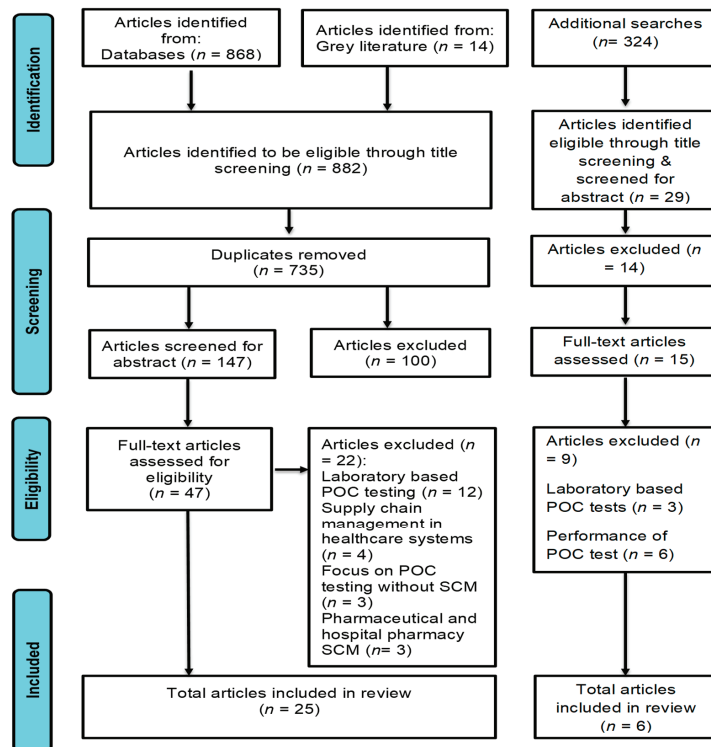 Identification
Articles identified
from:
Databases (n = 868)
Articles identified from:
Grey literature (n = 14)
Additional searches
(n= 324)
Articles identified to be eligible through title
screening (n = 882)
Articles identified
eligible through title
screening &
screened for
abstract (n = 29)
Screening
Duplicates removed
(n = 735)
Articles excluded (n
= 14)
Articles screened for
abstract (n = 147)
Articles excluded
(n = 100)
Full-text articles
assessed (n = 15)
Eligibility
Full-text articles
assessed for
eligibility
(n = 47)
Articles excluded (n
= 22):
Laboratory based
POC testing (n = 12)
Supply chain
management in
healthcare systems
(n = 4)
Focus on POC
testing without SCM
(n = 3)
Pharmaceutical and
hospital pharmacy
SCM (n= 3)
Articles excluded (n
= 9)
Laboratory based
POC tests (n = 3)
Performance of
POC test (n = 6)
Included
Total articles included in review
(n = 25)
Total articles
included in review
(n = 6)